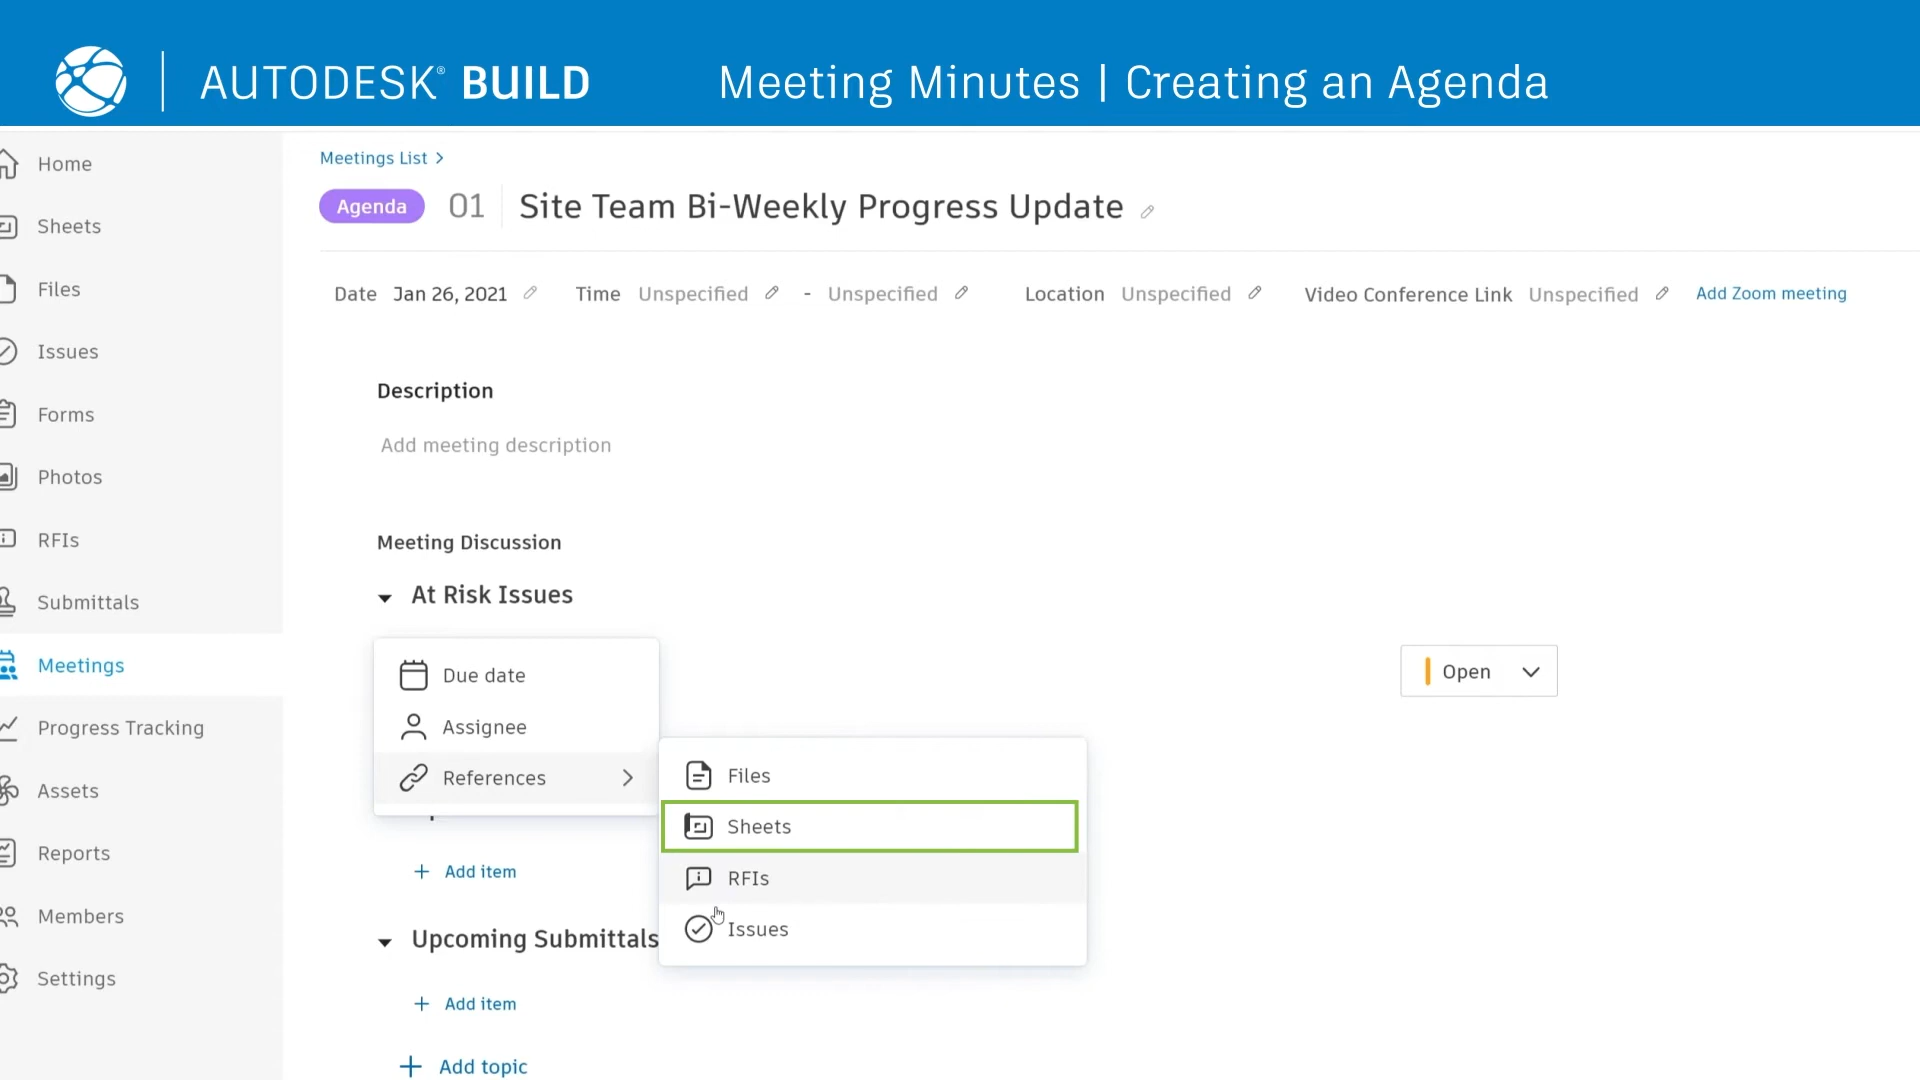 AUTODESK® BUILD
Meeting Minutes | Creating an Agenda
Home
Sheets
Files
Issues
Forms
Photos
RFIs
Submittals
Meetings
Progress Tracking
Assets
Reports
Members
Settings
Meetings List >
Agenda 01 Site Team Bi-Weekly Progress Update
Date Jan 26, 2021 Time Unspecified - Unspecified Location Unspecified Video Conference Link Unspecified Add Zoom meeting
Description
Add meeting description
Meeting Discussion
At Risk Issues
Due date
Assignee
References
Open
Files
Sheets
RFIs
Issues
+ Add item
Upcoming Submittals
+ Add item
+ Add topic